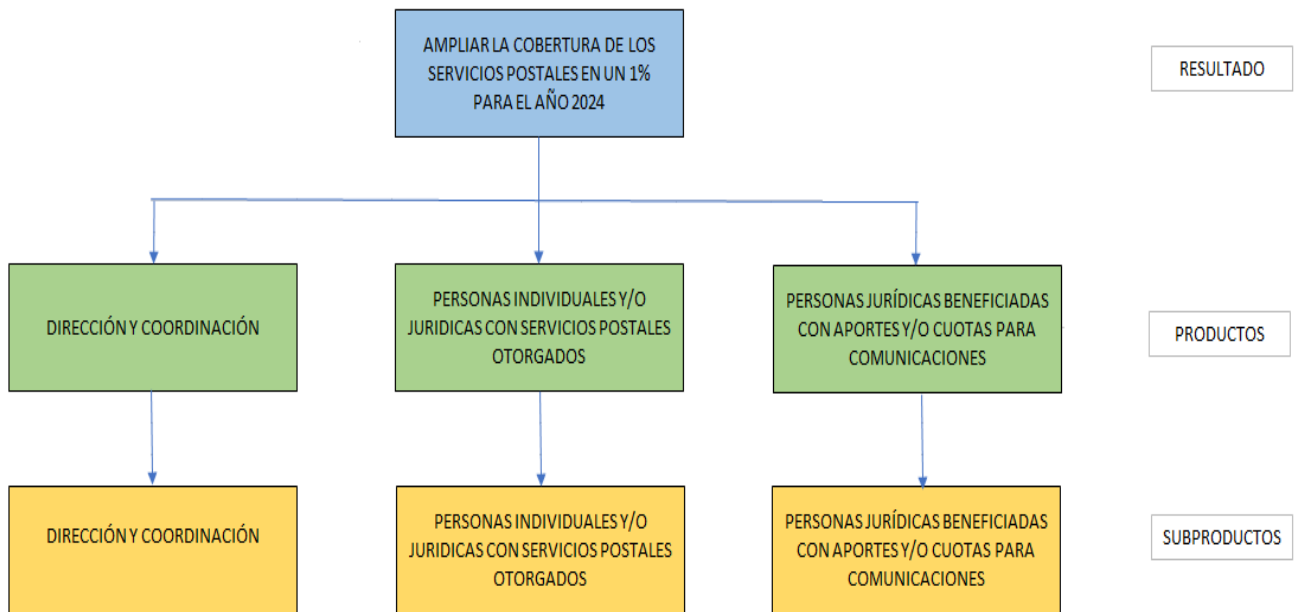 AMPLIAR LA COBERTURA DE LOS
SERVICIOS POSTALES EN UN 1%
PARA EL AÑO 2024
RESULTADO
DIRECCIÓN Y COORDINACIÓN
PERSONAS INDIVIDUALES Y/O
JURIDICAS CON SERVICIOS POSTALES
OTORGADOS
PERSONAS JURÍDICAS BENEFICIADAS
CON APORTES Y/O CUOTAS PARA
COMUNICACIONES
PRODUCTOS
DIRECCIÓN Y COORDINACIÓN
PERSONAS INDIVIDUALES Y/O
JURIDICAS CON SERVICIOS POSTALES
OTORGADOS
PERSONAS JURÍDICAS BENEFICIADAS
CON APORTES Y/O CUOTAS PARA
COMUNICACIONES
SUBPRODUCTOS